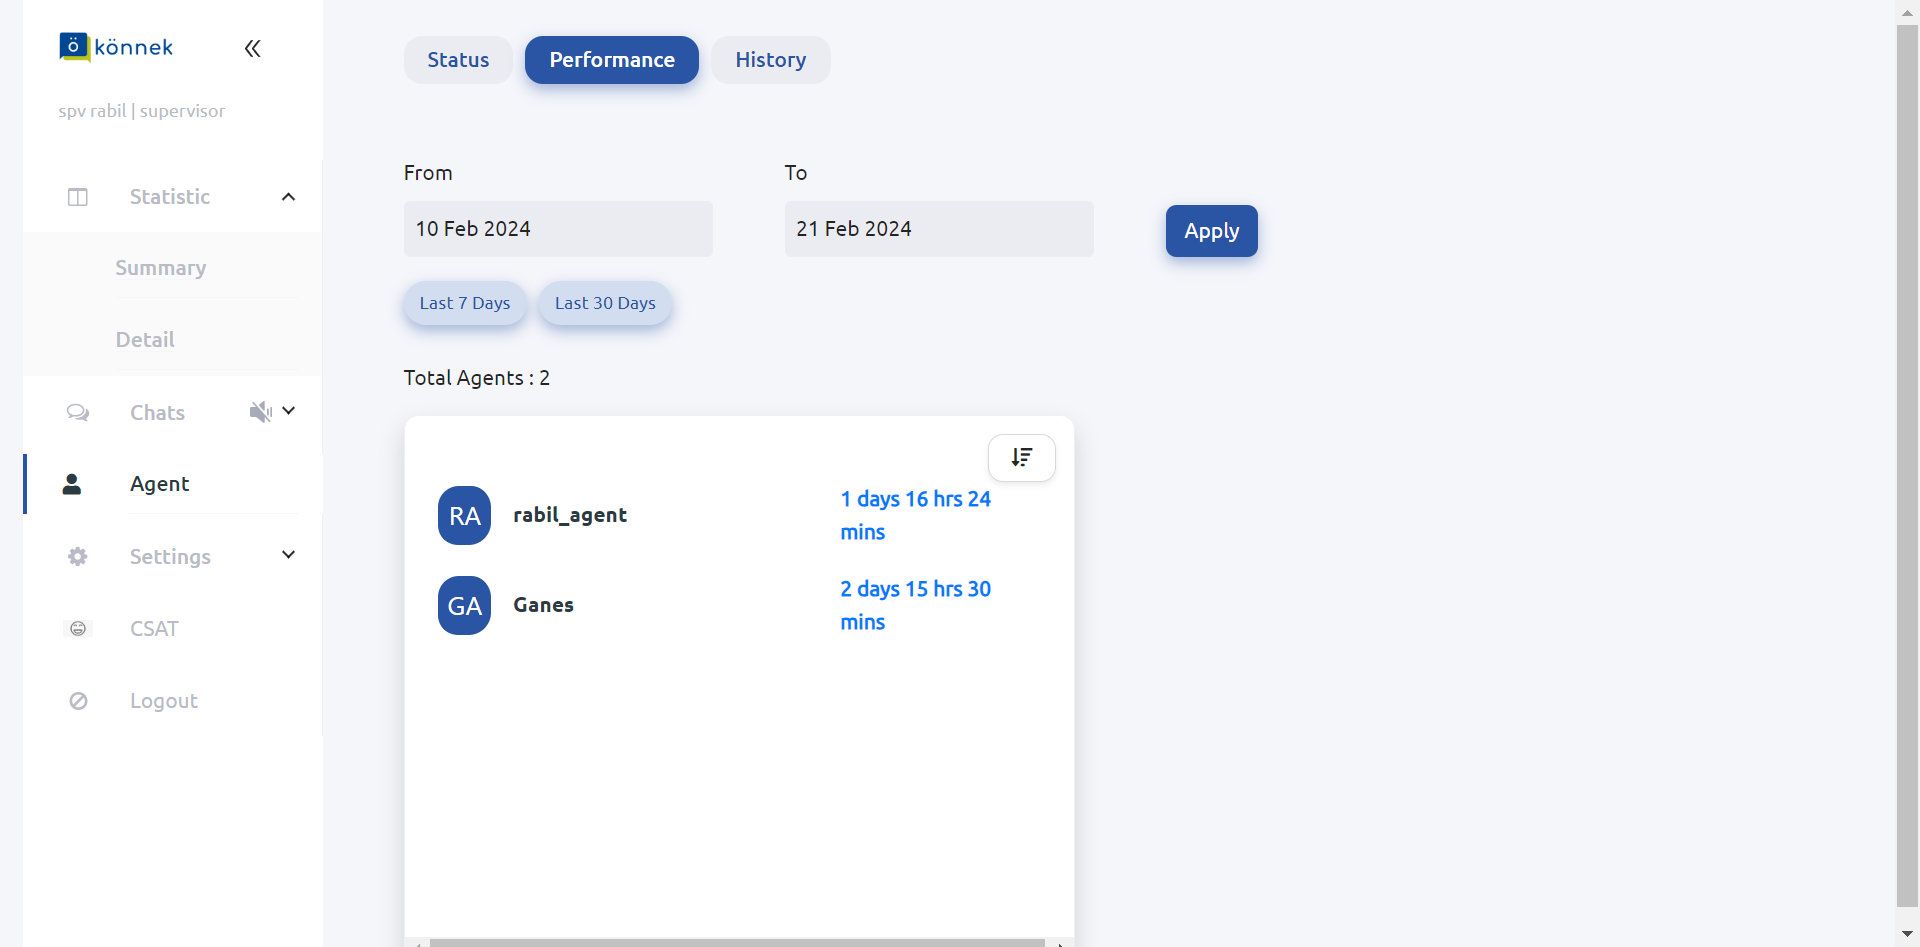 ö könnek
spv rabil | supervisor
Statistic
Summary
Detail
Chats
Agent
Settings
CSAT
Logout
Status Performance History
From To
10 Feb 2024 21 Feb 2024 Apply
Last 7 Days Last 30 Days
Total Agents : 2
RA rabil_agent 1 days 16 hrs 24
mins
GA Ganes 2 days 15 hrs 30
mins